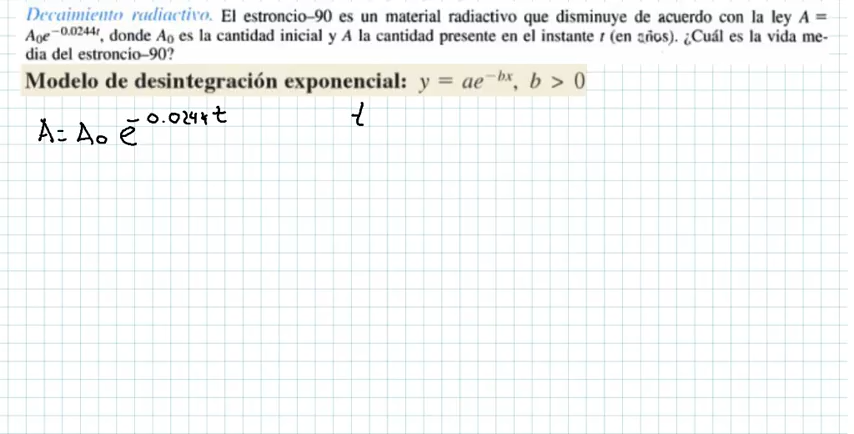 Decaimiento radiactivo. El estroncio–90 es un material radiactivo que disminuye de acuerdo con la ley A =
A₀e⁻⁰·⁰²⁴⁴ᵗ, donde A₀ es la cantidad inicial y A la cantidad presente en el instante t (en años). ¿Cuál es la vida me-
dia del estroncio–90?
Modelo de desintegración exponencial: y = ae⁻ᵇˣ, b > 0
A = A₀ e⁻⁰·⁰²⁴⁴ᵗ t